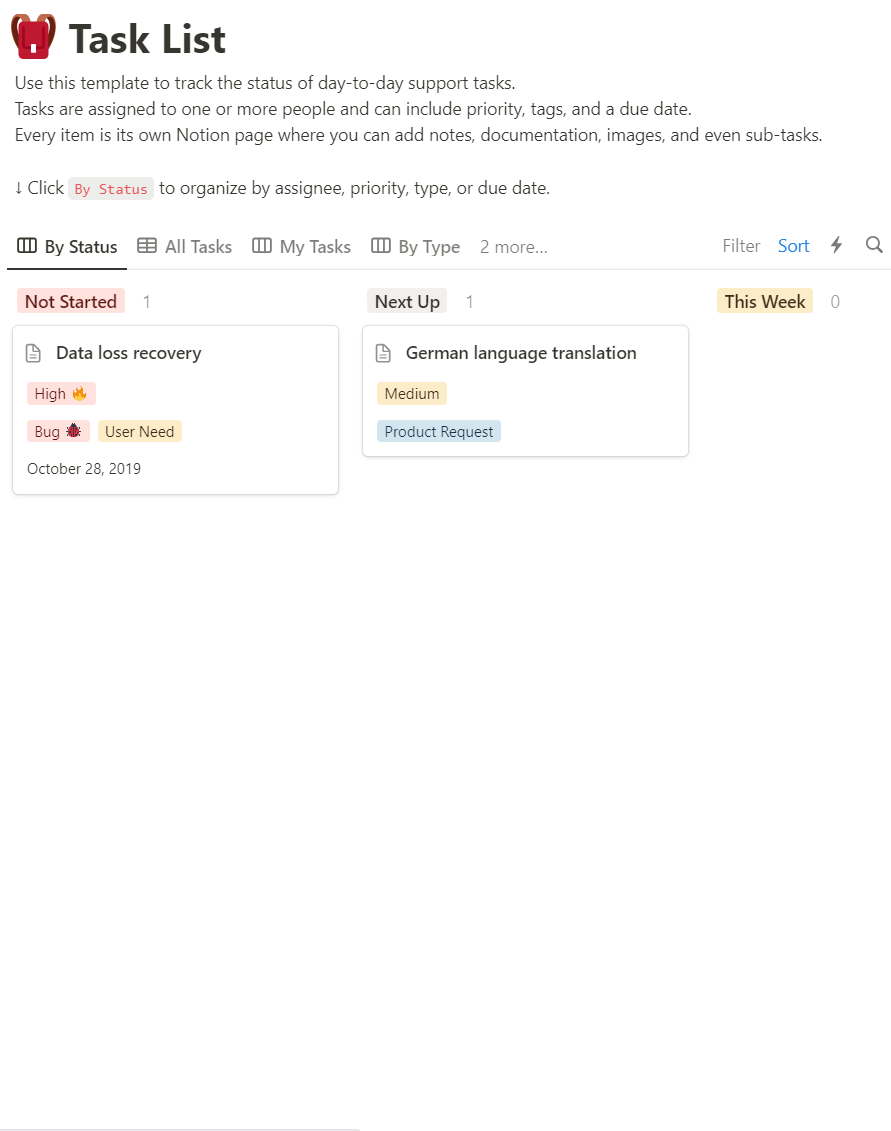 Task List
Use this template to track the status of day-to-day support tasks.
Tasks are assigned to one or more people and can include priority, tags, and a due date.
Every item is its own Notion page where you can add notes, documentation, images, and even sub-tasks.
↓ Click By Status to organize by assignee, priority, type, or due date.
By Status All Tasks My Tasks By Type 2 more... Filter Sort
Not Started 1 Next Up 1 This Week 0
Data loss recovery
High 🔥
Bug 🐞 User Need
October 28, 2019
German language translation
Medium
Product Request